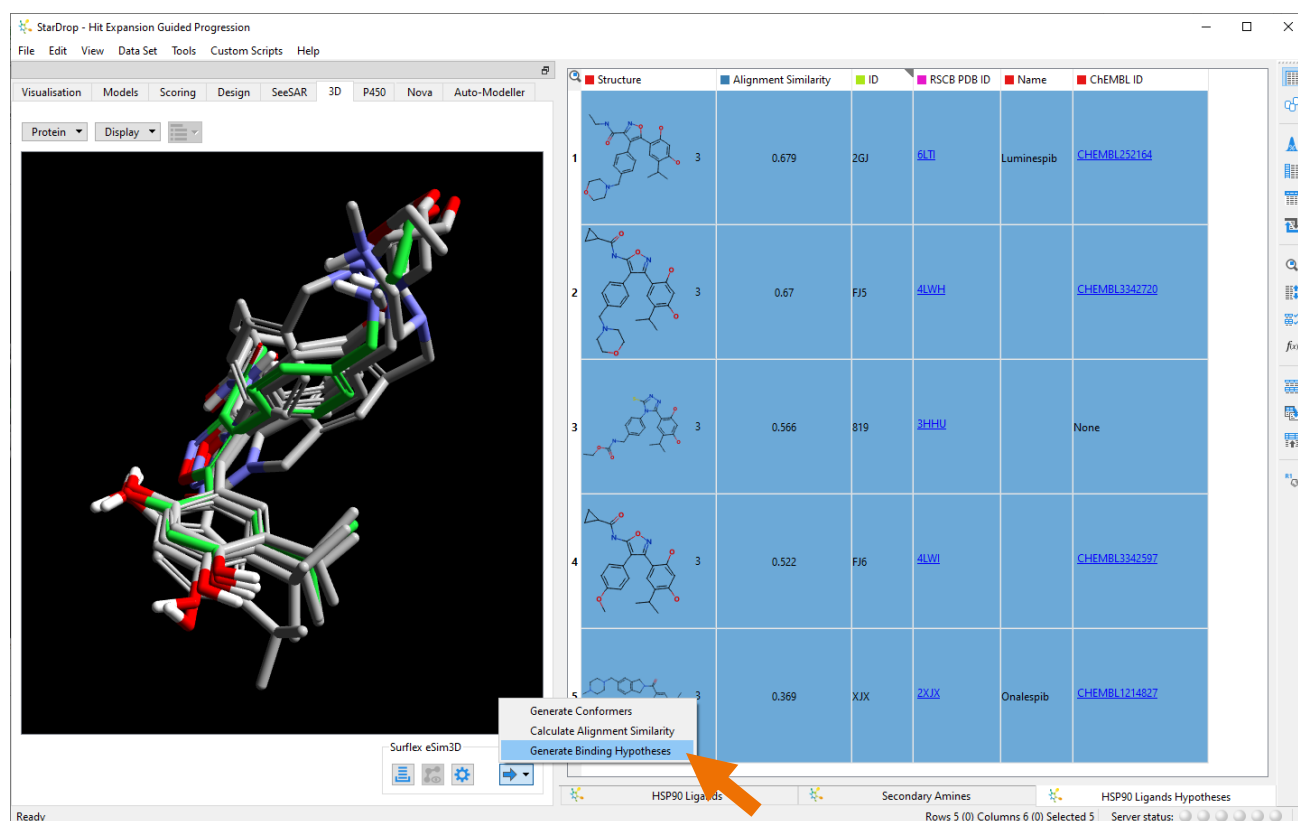 StarDrop - Hit Expansion Guided Progression
File Edit View Data Set Tools Custom Scripts Help
Visualisation Models Scoring Design SeeSAR 3D P450 Nova Auto-Modeller
Protein Display
Structure Alignment Similarity ID RSCB PDB ID Name ChEMBL ID
1 3 0.679 2GJ 6LTI Luminespib CHEMBL252164
2 3 0.67 FJ5 4LWH CHEMBL3342720
3 3 0.566 819 3HHU None
4 3 0.522 FJ6 4LWI CHEMBL3342597
5 3 0.369 XJX 2XJX Onalespib CHEMBL1214827
Generate Conformers
Calculate Alignment Similarity
Generate Binding Hypotheses
Surflex eSim3D
HSP90 Ligands Secondary Amines HSP90 Ligands Hypotheses
Ready Rows 5 (0) Columns 6 (0) Selected 5 Server status: